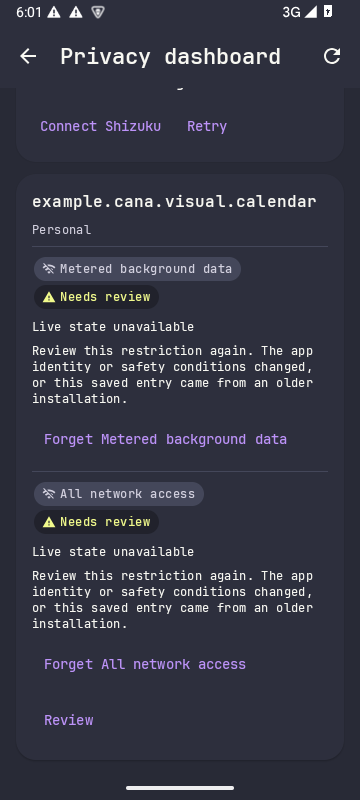 6:01
3G
Privacy dashboard
Connect Shizuku
Retry
example.cana.visual.calendar
Personal
Metered background data
Needs review
Live state unavailable
Review this restriction again. The app
identity or safety conditions changed,
or this saved entry came from an older
installation.
Forget Metered background data
All network access
Needs review
Live state unavailable
Review this restriction again. The app
identity or safety conditions changed,
or this saved entry came from an older
installation.
Forget All network access
Review